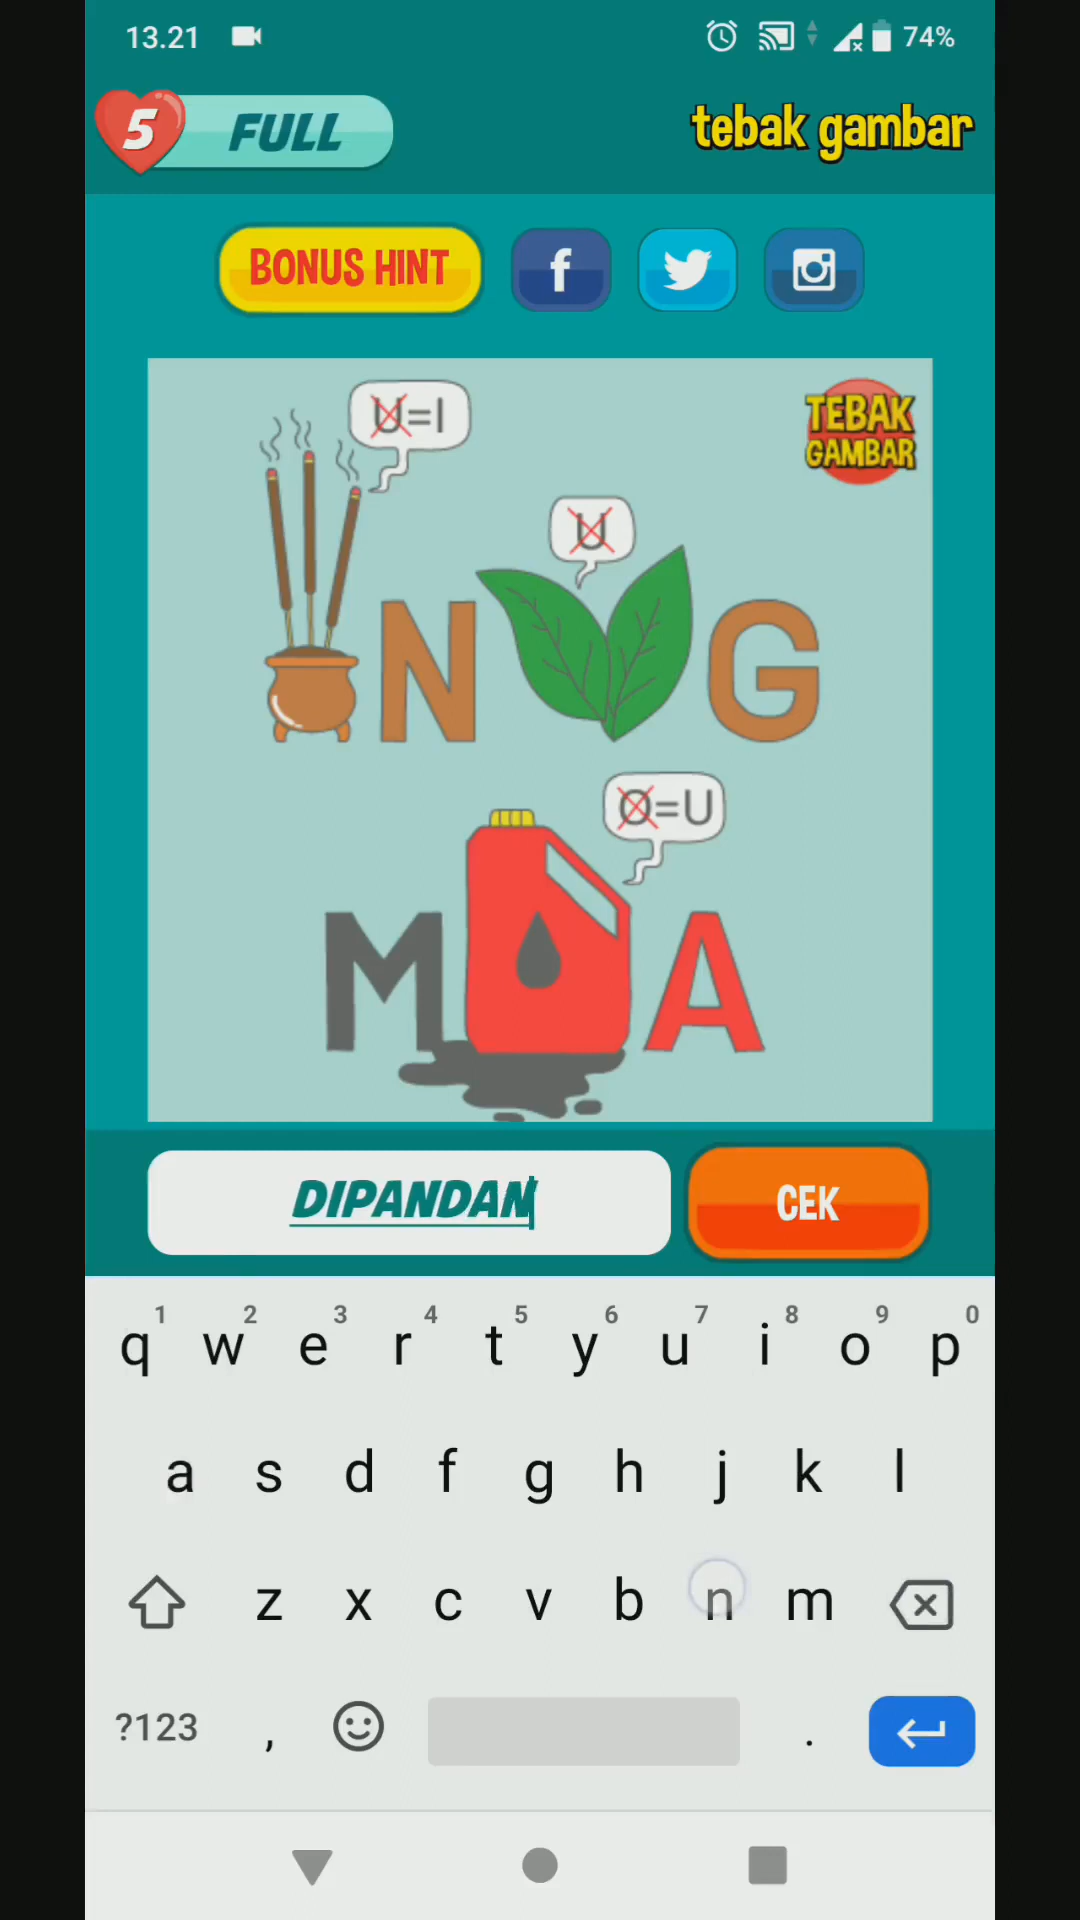 13.21
74%
5 FULL
tebak gambar
BONUS HINT
f
U=I
TEBAK
GAMBAR
U
N G
O=U
M A
DIPANDAN
CEK
1 2 3 4 5 6 7 8 9 0
q w e r t y u i o p
a s d f g h j k l
z x c v b n m
?123 , .